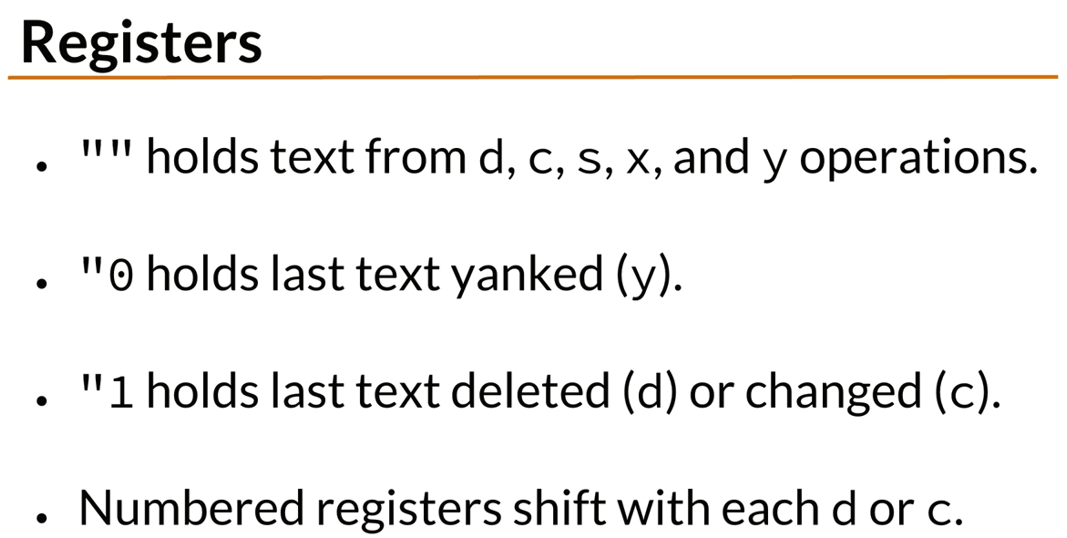 Registers
• "" holds text from d, c, s, x, and y operations.
• "0 holds last text yanked (y).
• "1 holds last text deleted (d) or changed (c).
• Numbered registers shift with each d or c.